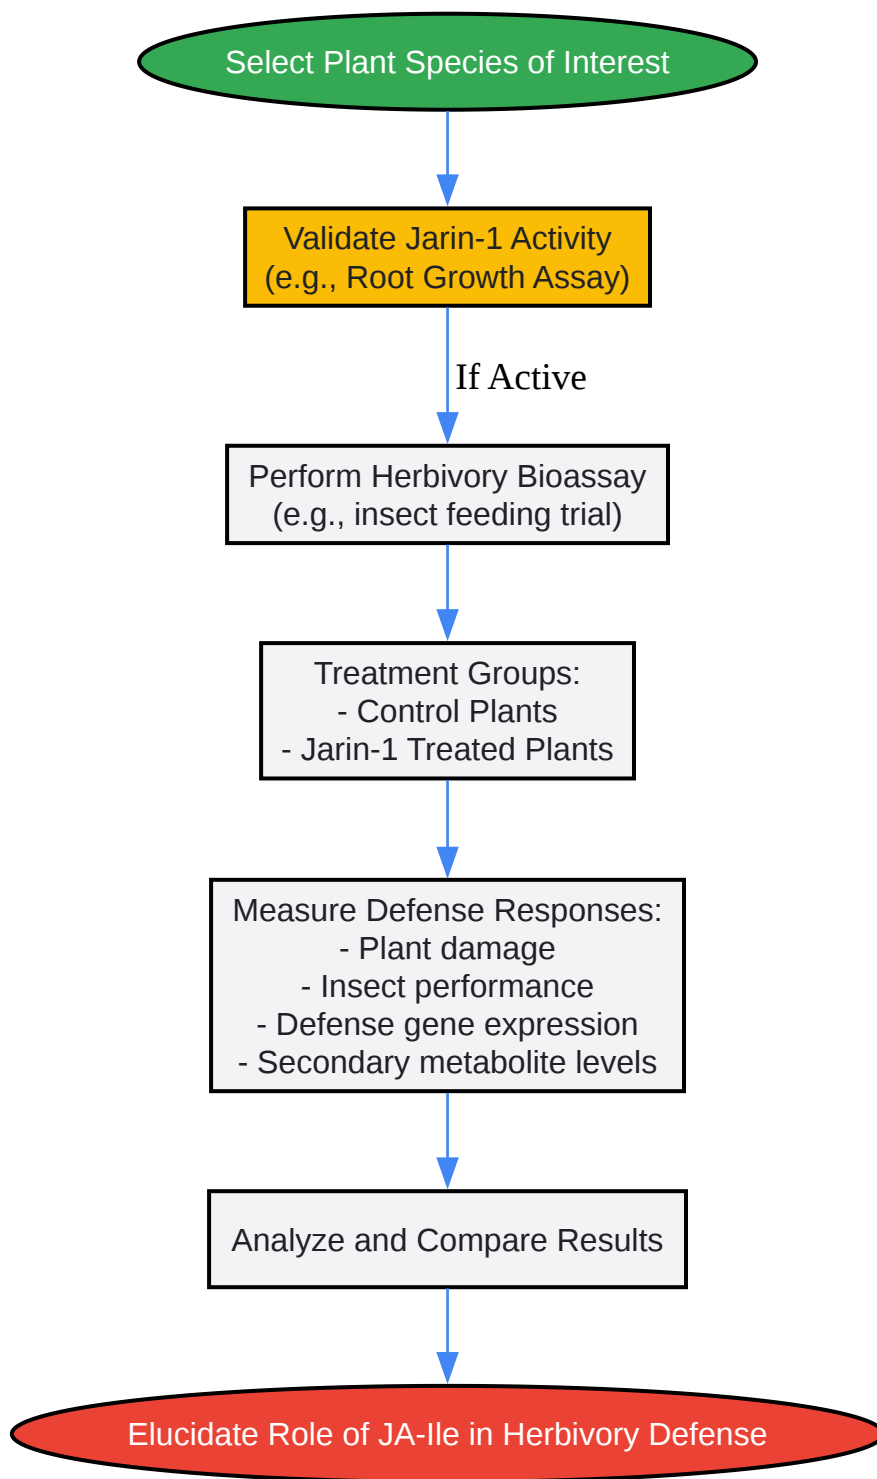 Select Plant Species of Interest
Validate Jarin-1 Activity
(e.g., Root Growth Assay)
If Active
Perform Herbivory Bioassay
(e.g., insect feeding trial)
Treatment Groups:
- Control Plants
- Jarin-1 Treated Plants
Measure Defense Responses:
- Plant damage
- Insect performance
- Defense gene expression
- Secondary metabolite levels
Analyze and Compare Results
Elucidate Role of JA-Ile in Herbivory Defense